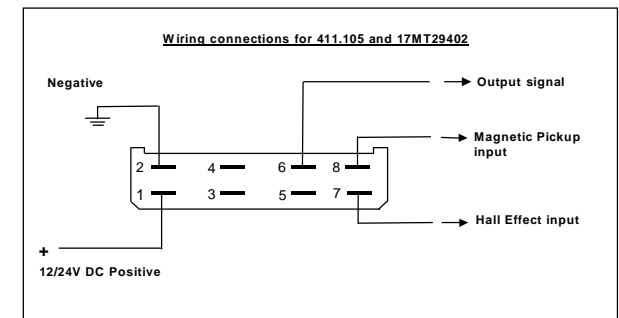 Wiring connections for 411.105 and 17MT29402
Negative
Output signal
Magnetic Pickup
input
2 4 6 8
1 3 5 7
Hall Effect input
+
12/24V DC Positive